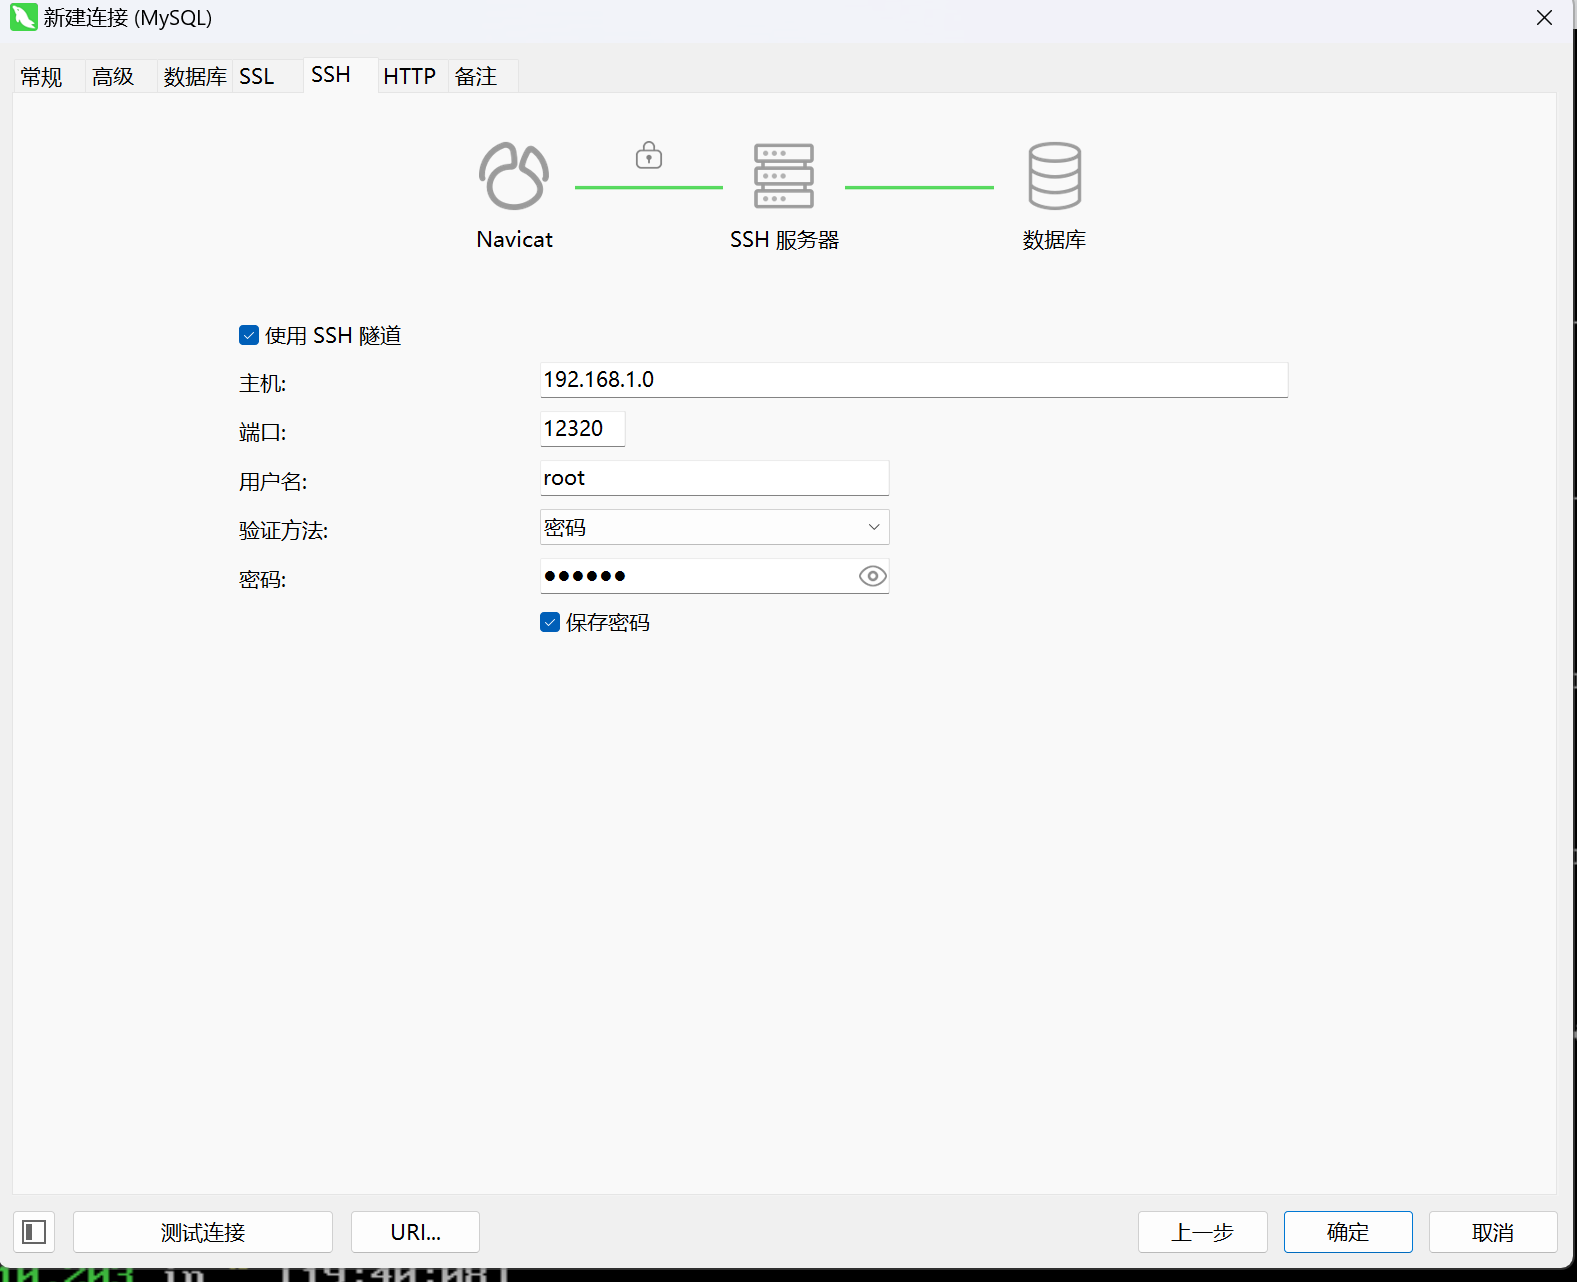 新建连接 (MySQL)
常规 高级 数据库 SSL SSH HTTP 备注
Navicat SSH 服务器 数据库
使用 SSH 隧道
主机: 192.168.1.0
端口: 12320
用户名: root
验证方法: 密码
密码: ●●●●●●
保存密码
测试连接 URI... 上一步 确定 取消